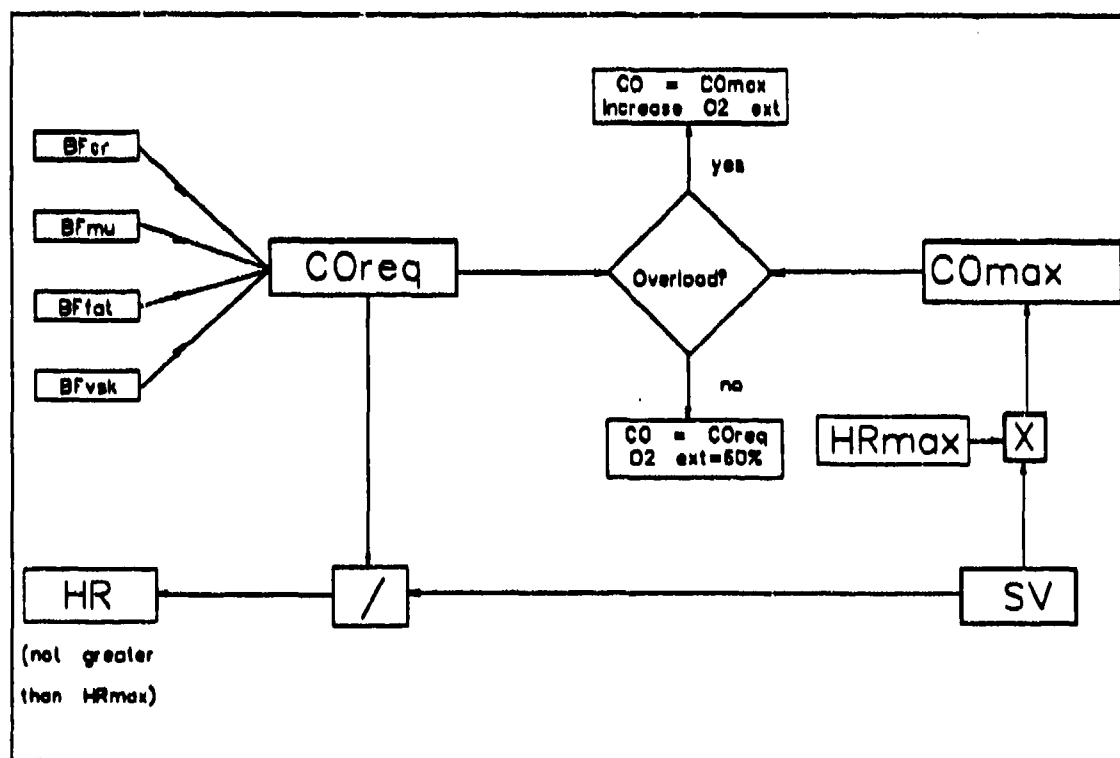 CO = COmax
Increase O2 ext
BFcr
yes
BFmu
COreq
Overload?
COmax
BFfat
BFvsk
no
CO = COreq
O2 ext=60%
HRmax
X
HR
/
SV
(not greater
than HRmax)